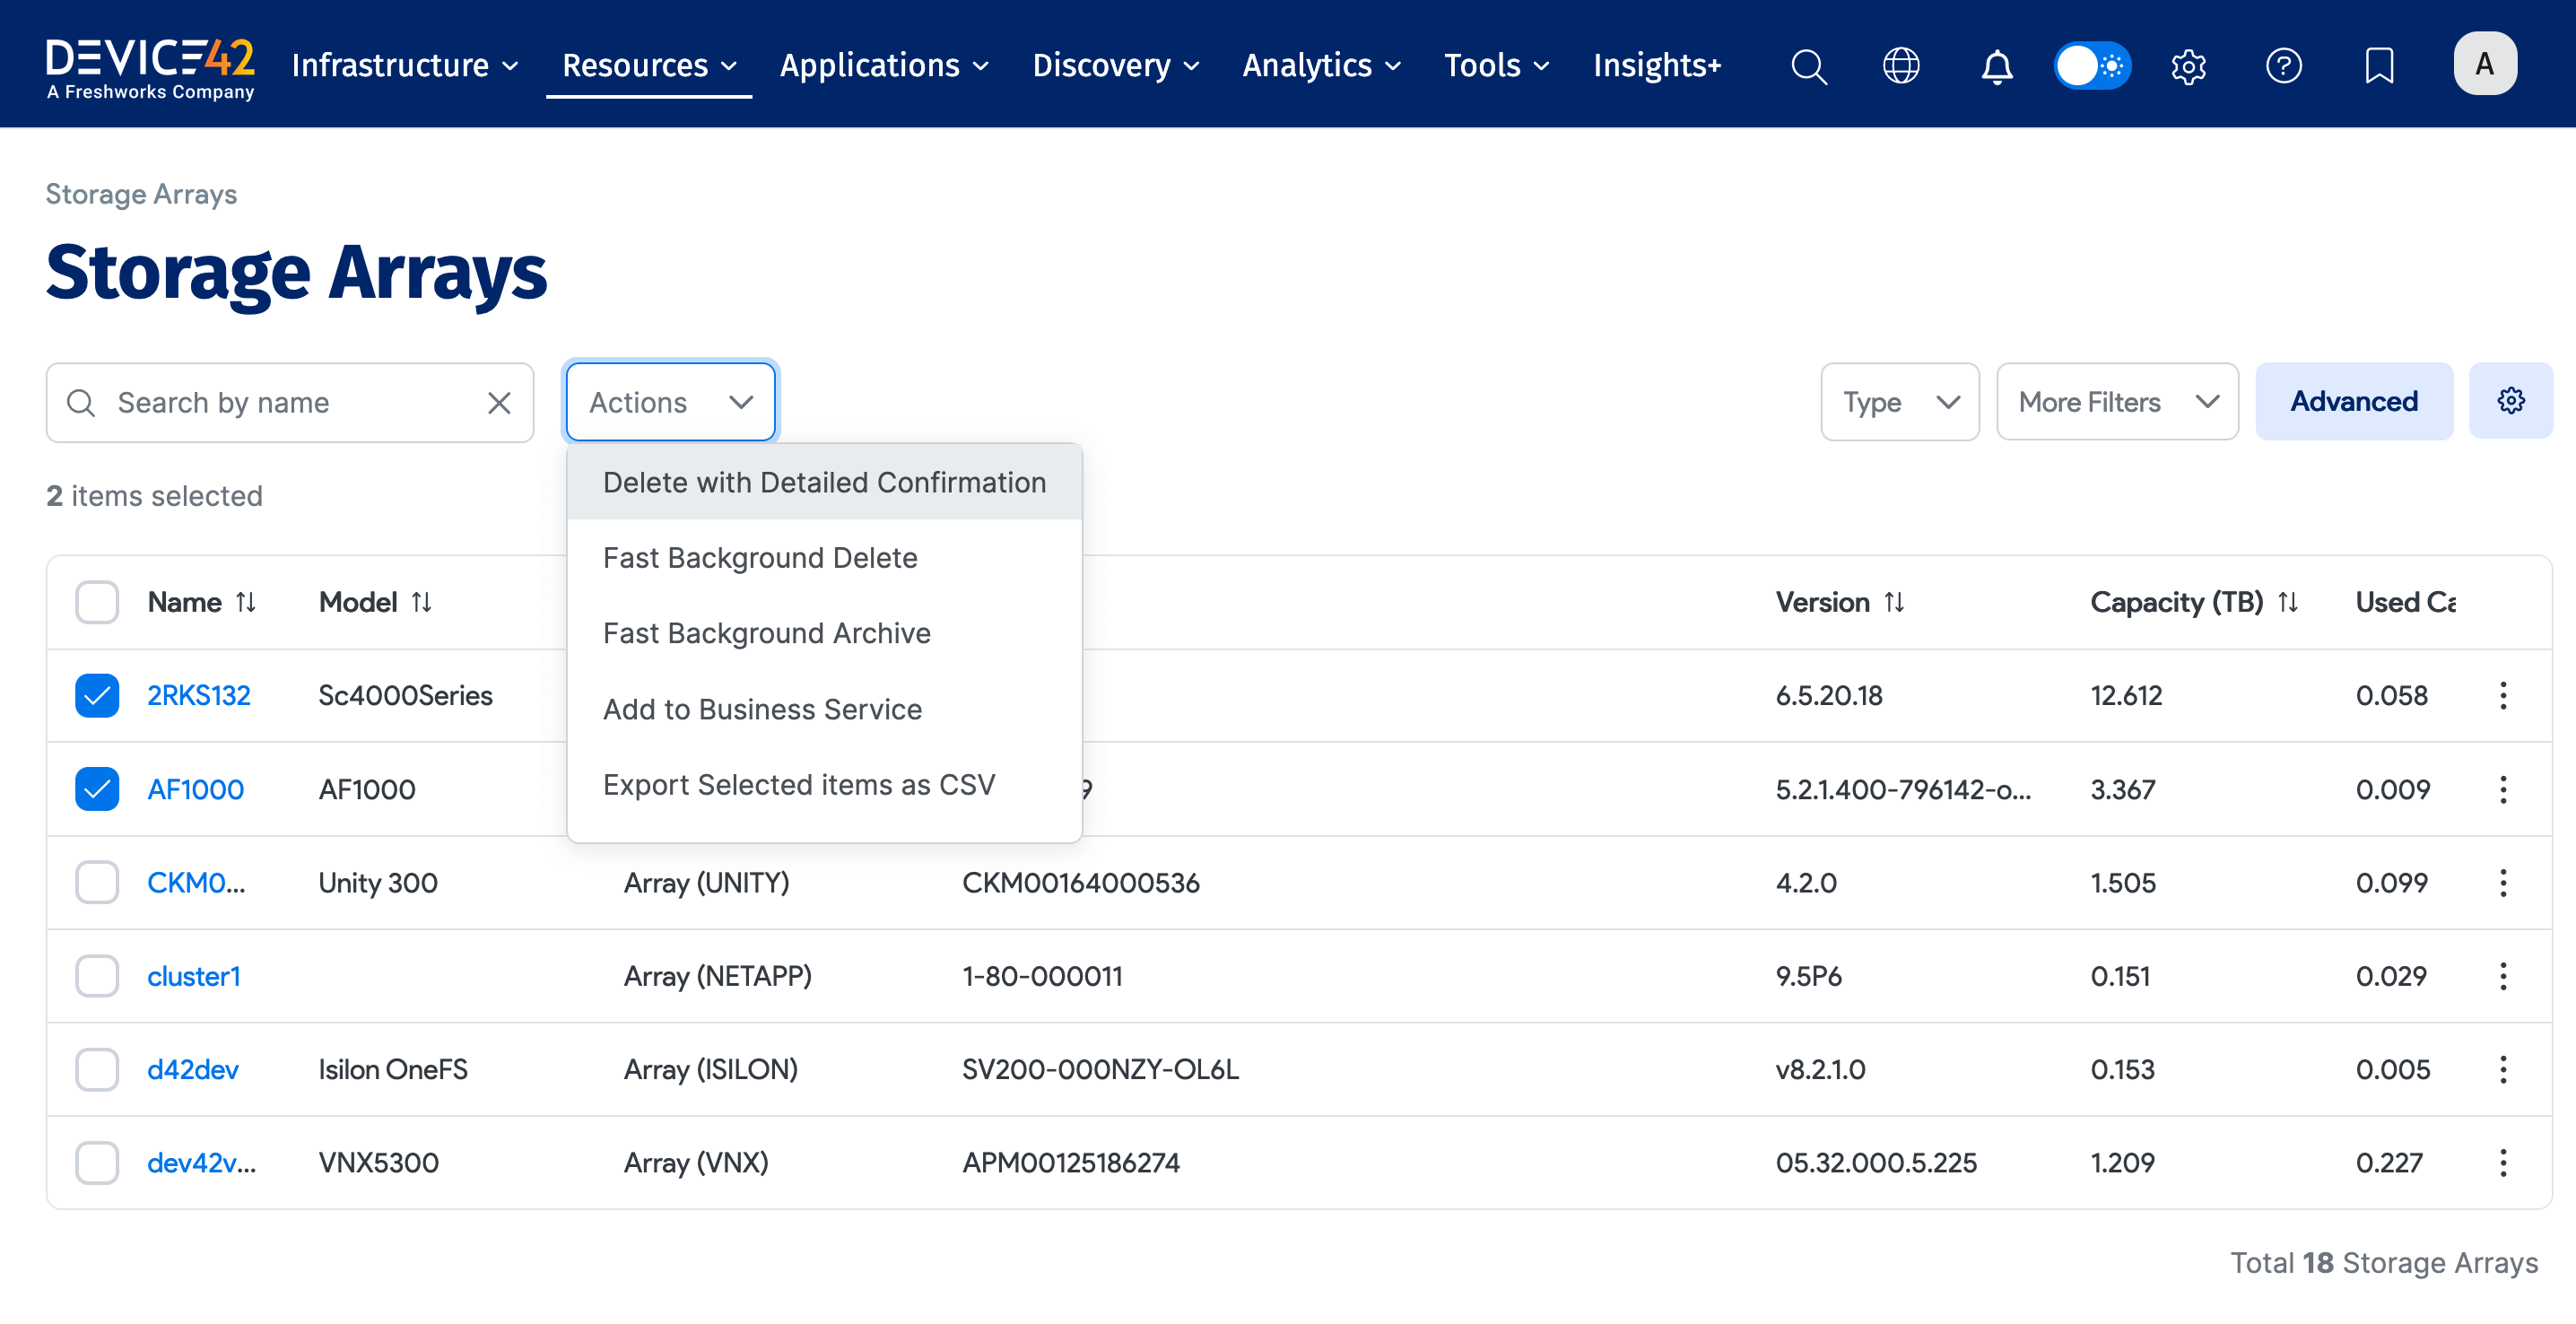 DEVICE42
A Freshworks Company
Infrastructure Resources Applications Discovery Analytics Tools Insights+ A
Storage Arrays
Storage Arrays
Search by name Actions Type More Filters Advanced
2 items selected
Delete with Detailed Confirmation
Fast Background Delete
Fast Background Archive
Add to Business Service
Export Selected items as CSV
Name Model Version Capacity (TB) Used Ca
2RKS132 Sc4000Series 6.5.20.18 12.612 0.058
AF1000 AF1000 9 5.2.1.400-796142-o... 3.367 0.009
CKM0... Unity 300 Array (UNITY) CKM00164000536 4.2.0 1.505 0.099
cluster1 Array (NETAPP) 1-80-000011 9.5P6 0.151 0.029
d42dev Isilon OneFS Array (ISILON) SV200-000NZY-OL6L v8.2.1.0 0.153 0.005
dev42v... VNX5300 Array (VNX) APM00125186274 05.32.000.5.225 1.209 0.227
Total 18 Storage Arrays